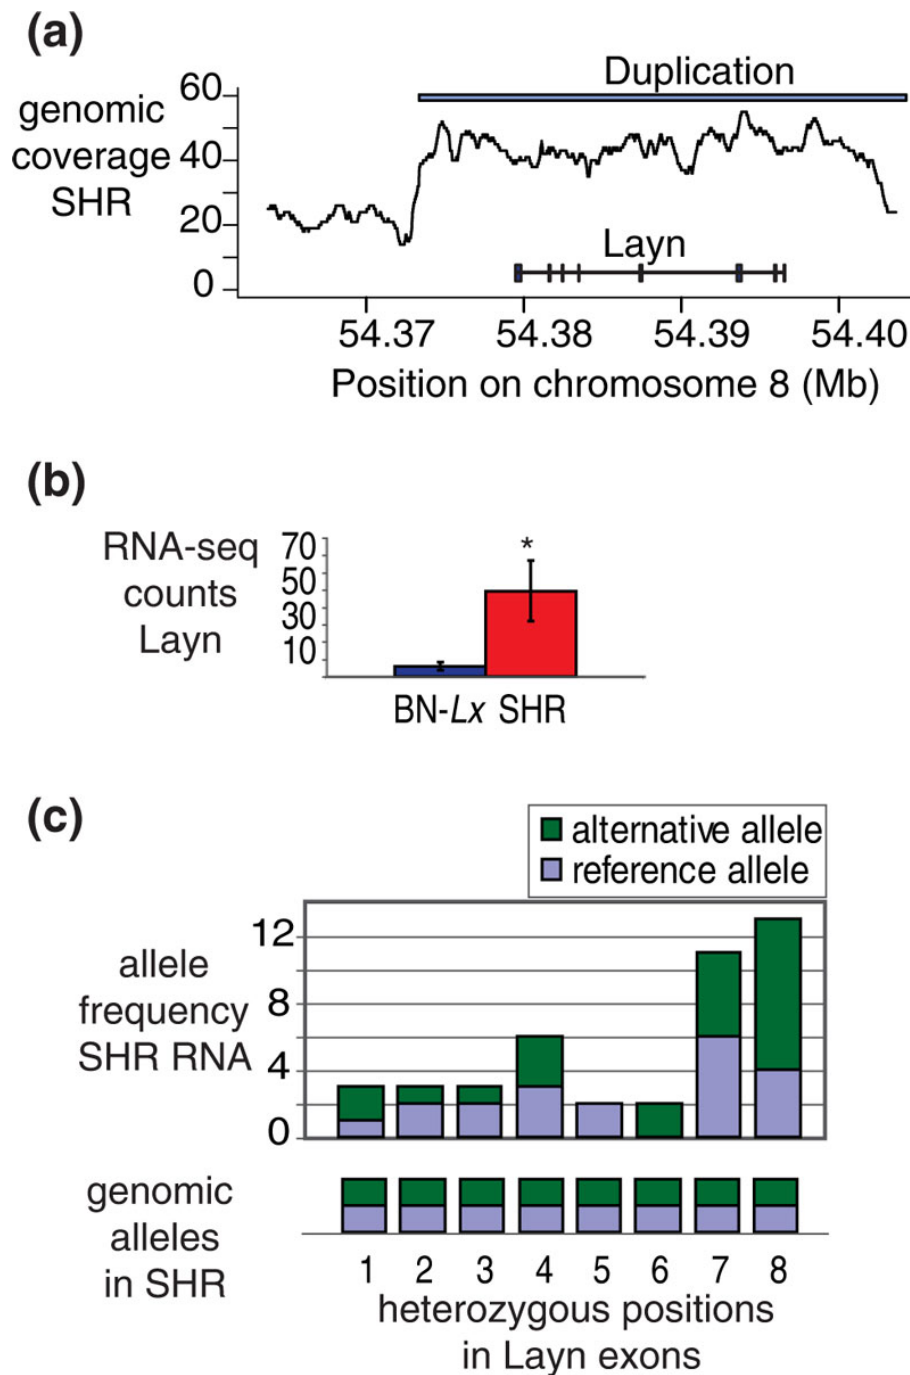 (a)
Duplication
genomic
coverage
SHR
60
40
20
0
Layn
54.37 54.38 54.39 54.40
Position on chromosome 8 (Mb)
(b)
RNA-seq
counts
Layn
70
50
30
10
*
BN-Lx SHR
(c)
alternative allele
reference allele
allele
frequency
SHR RNA
12
8
4
0
genomic
alleles
in SHR
1 2 3 4 5 6 7 8
heterozygous positions
in Layn exons